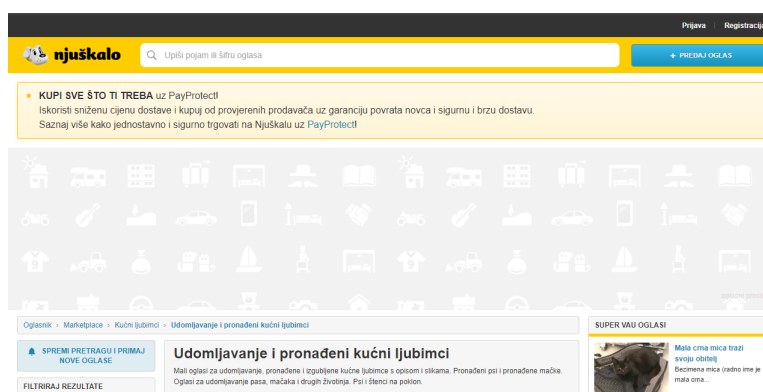 Prijava
Registracija
njuškalo
Upiši pojam ili šifru oglasa
+ PREDAJ OGLAS
KUPI SVE ŠTO TI TREBA uz PayProtect!
Iskoristi sniženu cijenu dostave i kupuj od provjerenih prodavača uz garanciju povrata novca i sigurnu i brzu dostavu.
Saznaj više kako jednostavno i sigurno trgovati na Njuškalu uz PayProtect!
9
9
Oglasnik › Marketplace › Kućni ljubimci › Udomljavanje i pronađeni kućni ljubimci
SUPER VAU OGLASI
SPREMI PRETRAGU I PRIMAJ
NOVE OGLASE
Udomljavanje i pronađeni kućni ljubimci
Mali oglasi za udomljavanje, pronađene i izgubljene kućne ljubimce s opisom i slikama. Pronađeni psi i pronađene mačke.
Oglasi za udomljavanje pasa, mačaka i drugih životinja. Psi i štenci na poklon.
Mala crna mica trazi
svoju obitelj
Bezimena mica (radno ime je
mala crna...
FILTRIRAJ REZULTATE